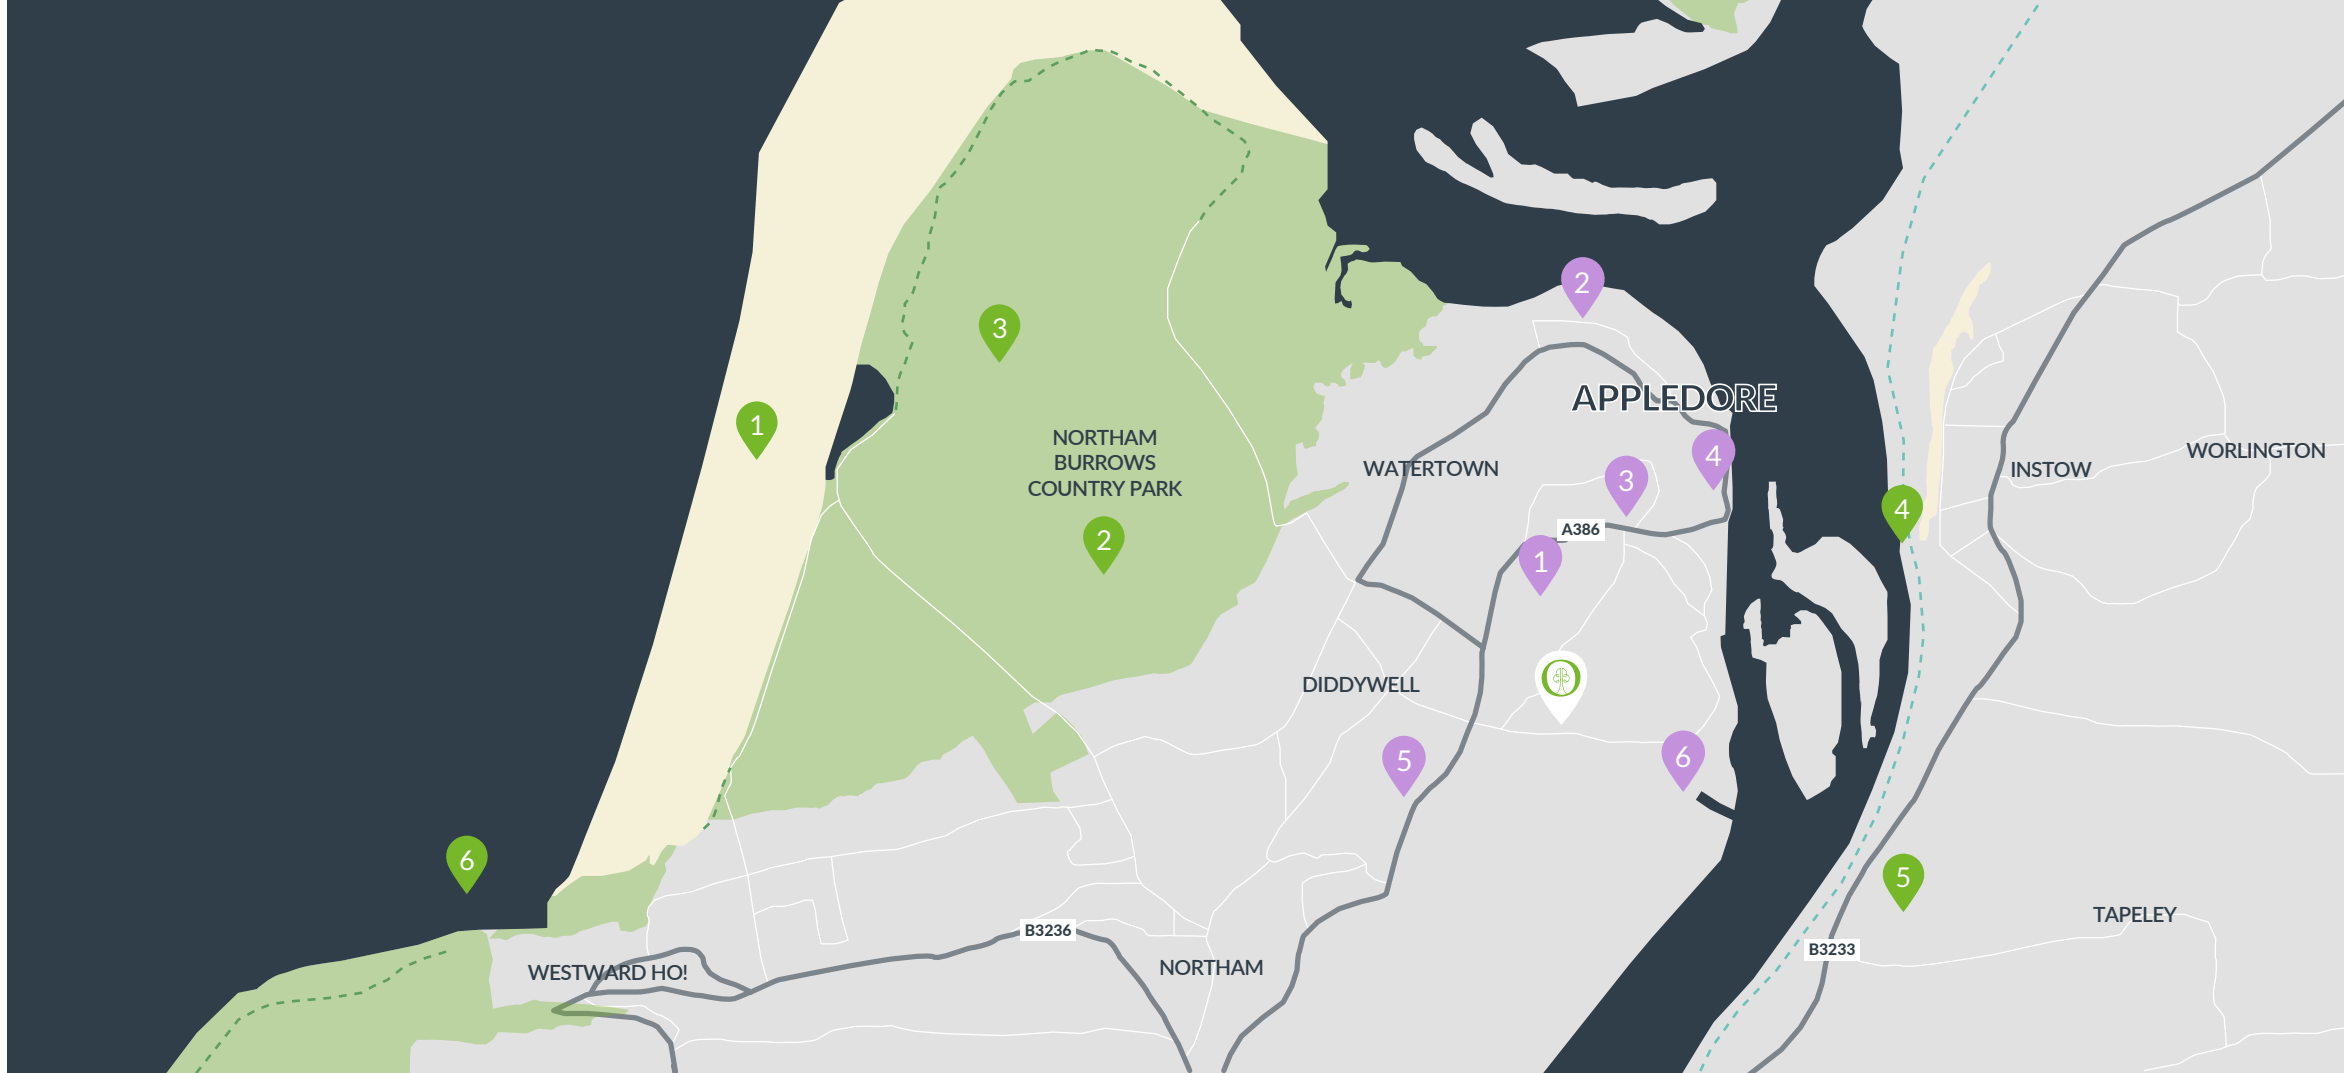 2
3
APPLEDORE
1
NORTHAM
BURROWS
COUNTRY PARK
WATERTOWN
4
3
INSTOW
WORLINGTON
4
A386
2
1
DIDDYWELL
5
6
6
5
TAPELEY
B3236
B3233
WESTWARD HO!
NORTHAM